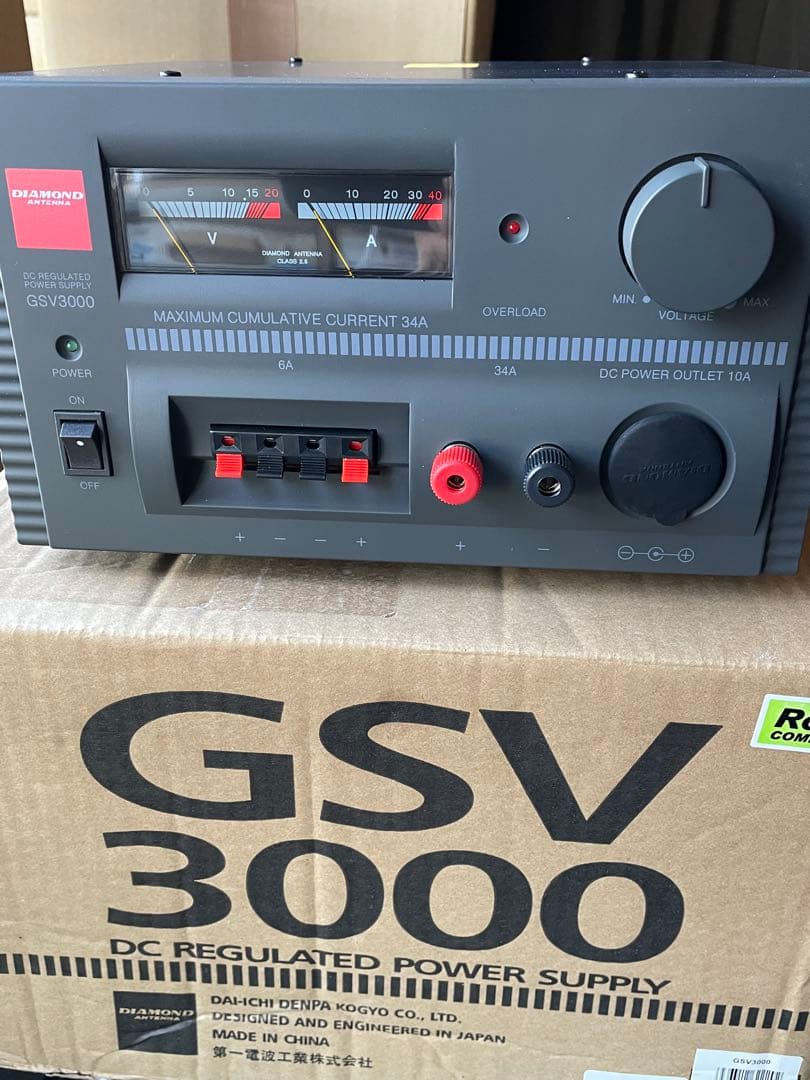 DIAMOND
ANTENNA
0 5 10 15 20
0 10 20 30 40
V
A
DIAMOND ANTENNA
CLASS 2.5
DC REGULATED
POWER SUPPLY
GSV3000
MAXIMUM CUMULATIVE CURRENT 34A
OVERLOAD
MIN.
MAX
VOLTAGE
POWER
6A
34A
DC POWER OUTLET 10A
ON
OFF
+ − − +
+ −
− +
GSV
3000
DC REGULATED POWER SUPPLY
DIAMOND
ANTENNA
DAI-ICHI DENPA KOGYO CO., LTD.
DESIGNED AND ENGINEERED IN JAPAN
MADE IN CHINA
第一電波工業株式会社
GSV3000